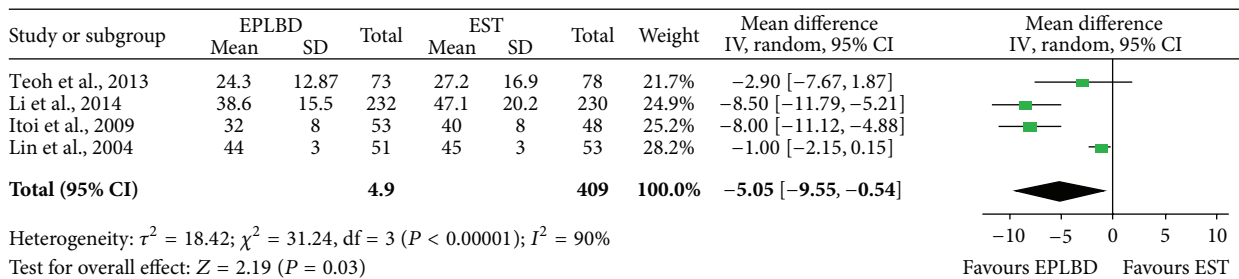 EPLBD EST Mean difference Mean difference
Study or subgroup Total Total Weight
Mean SD Mean SD IV, random, 95% CI IV, random, 95% CI
Teoh et al., 2013 24.3 12.87 73 27.2 16.9 78 21.7% −2.90 [−7.67, 1.87]
Li et al., 2014 38.6 15.5 232 47.1 20.2 230 24.9% −8.50 [−11.79, −5.21]
Itoi et al., 2009 32 8 53 40 8 48 25.2% −8.00 [−11.12, −4.88]
Lin et al., 2004 44 3 51 45 3 53 28.2% −1.00 [−2.15, 0.15]
Total (95% CI) 4.9 409 100.0% −5.05 [−9.55, −0.54]
−10 −5 0 5 10
Heterogeneity: τ² = 18.42; χ² = 31.24, df = 3 (P < 0.00001); I² = 90%
Test for overall effect: Z = 2.19 (P = 0.03) Favours EPLBD Favours EST